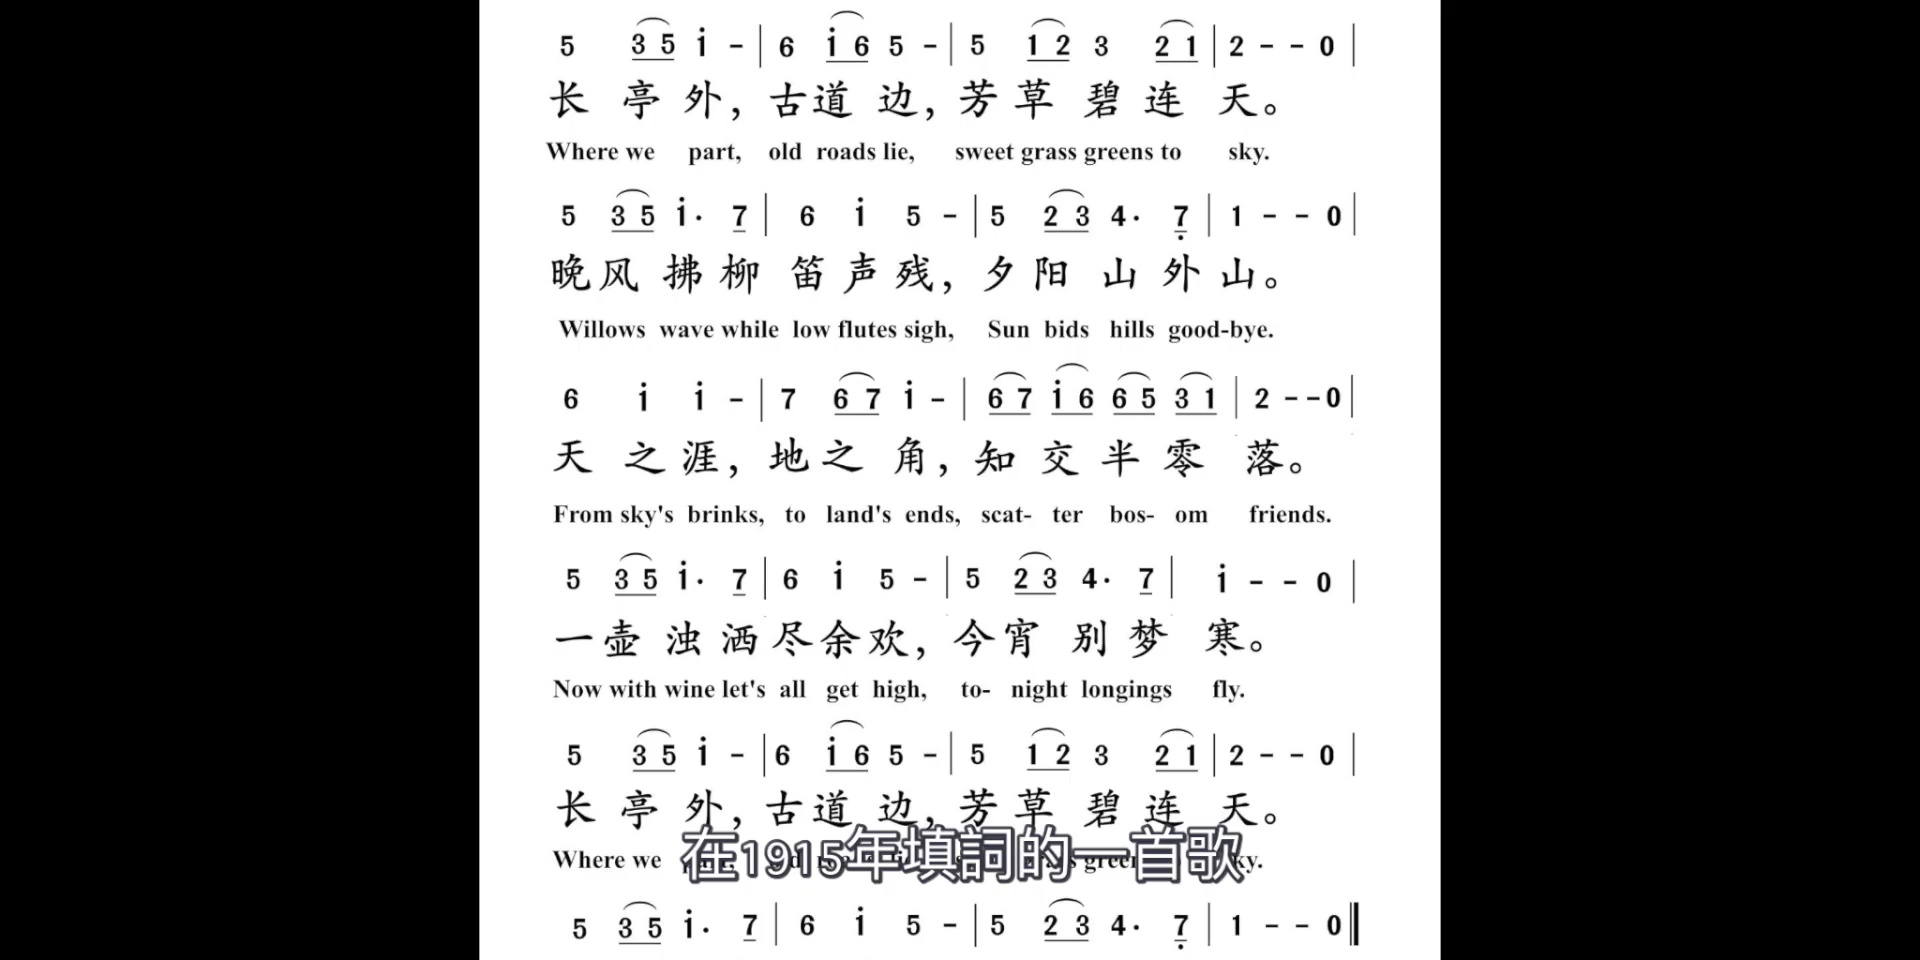 5 3 5 i - | 6 i 6 5 - | 5 1 2 3 2 1 | 2 - - 0 |
长亭外，古道边，芳草碧连天。
Where we part, old roads lie, sweet grass greens to sky.
5 3 5 i· 7 | 6 i 5 - | 5 2 3 4· 7 | 1 - - 0 |
晚风拂柳笛声残，夕阳山外山。
Willows wave while low flutes sigh, Sun bids hills good-bye.
6 i i - | 7 6 7 i - | 6 7 i 6 6 5 3 1 | 2 - - 0 |
天之涯，地之角，知交半零落。
From sky's brinks, to land's ends, scat- ter bos- om friends.
5 3 5 i· 7 | 6 i 5 - | 5 2 3 4· 7 | i - - 0 |
一壶浊洒尽余欢，今宵别梦寒。
Now with wine let's all get high, to- night longings fly.
5 3 5 i - | 6 i 6 5 - | 5 1 2 3 2 1 | 2 - - 0 |
长亭外，古道边，芳草碧连天。
Where we
在1915年填詞的一首歌
5 3 5 i· 7 | 6 i 5 - | 5 2 3 4· 7 | 1 - - 0 ‖